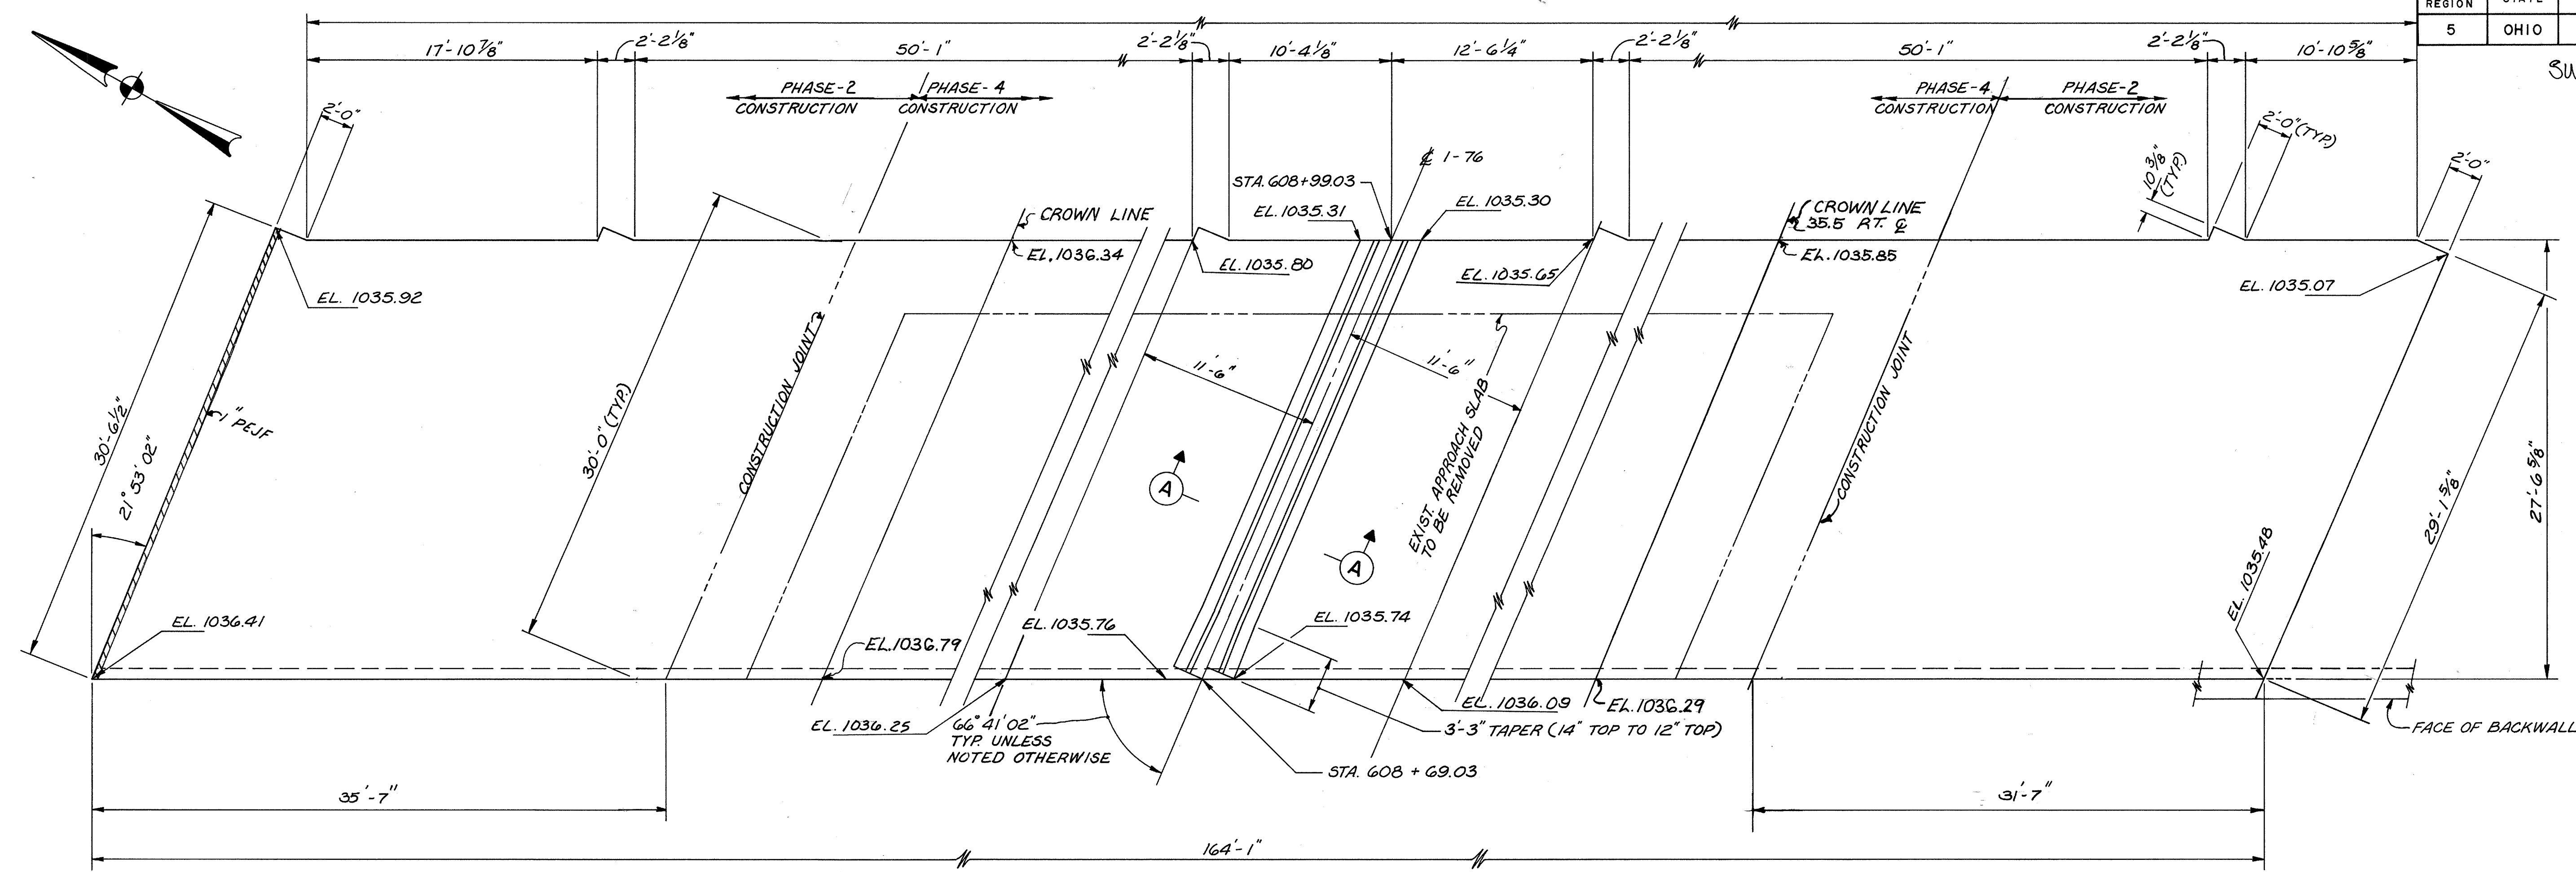 REGION
5 OHIO
17'-10 7/8" 2'-2 1/8" 50'-1" 2'-2 1/8" 10'-4 1/8" 12'-6 1/4" 2'-2 1/8" 50'-1" 2'-2 1/8" 10'-10 5/8"
PHASE-2 PHASE-4
CONSTRUCTION CONSTRUCTION
PHASE-4 PHASE-2
CONSTRUCTION CONSTRUCTION
2'-0"
2'-0" (TYP.)
10 3/8"
(TYP.)
2'-0"
℄ I-76
STA. 608+99.03
EL. 1035.31
EL. 1035.30
CROWN LINE
EL. 1036.34
EL. 1035.80
EL. 1035.65
CROWN LINE
35.5 RT. ℄
EL. 1035.85
EL. 1035.07
EL. 1035.92
30'-6 1/2"
21° 53' 02"
1" PEJF
30'-0" (TYP.)
CONSTRUCTION JOINT
11'-6"
11'-6"
A
A
EXIST. APPROACH SLAB
TO BE REMOVED
CONSTRUCTION JOINT
EL. 1035.48
29'-1 5/8"
27'-6 5/8"
EL. 1036.41
EL. 1036.79
EL. 1035.76
EL. 1035.74
EL. 1036.25
66° 41' 02"
TYP. UNLESS
NOTED OTHERWISE
EL. 1036.09
EL. 1036.29
3'-3" TAPER (14" TOP TO 12" TOP)
STA. 608 + 69.03
FACE OF BACKWALL
35'-7"
31'-7"
164'-1"